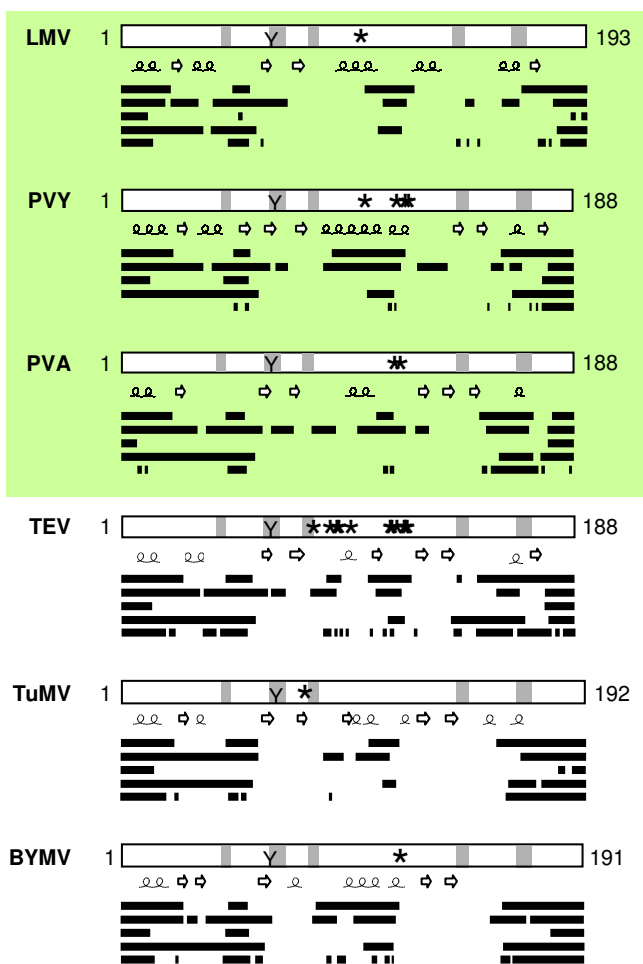 LMV 1 Y * 193
PVY 1 Y * *** 188
PVA 1 Y ** 188
TEV 1 Y ******** 188
TuMV 1 Y * 192
BYMV 1 Y * 191